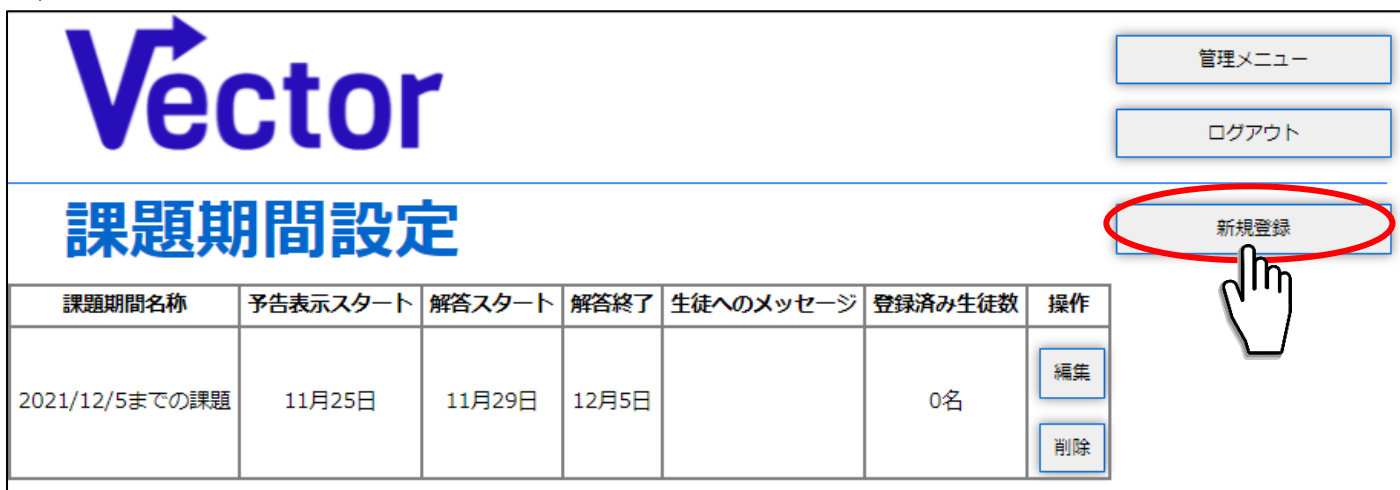 Vector
管理メニュー
ログアウト
課題期間設定
新規登録
課題期間名称 予告表示スタート 解答スタート 解答終了 生徒へのメッセージ 登録済み生徒数 操作
2021/12/5までの課題 11月25日 11月29日 12月5日 0名 編集
削除